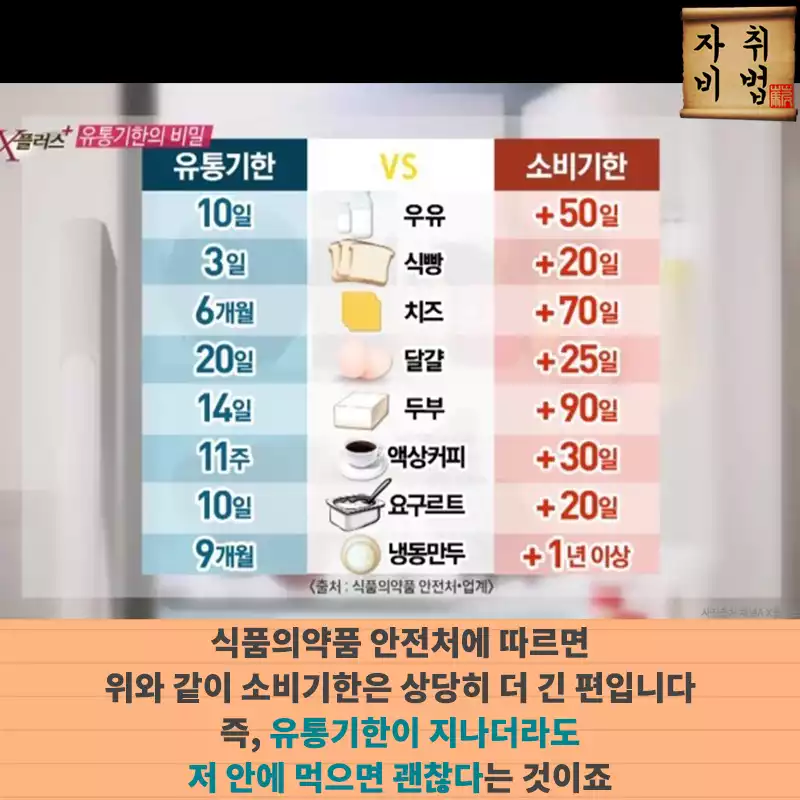 자취
비법
X플러스+ 유통기한의 비밀
유통기한 VS 소비기한
10일 우유 +50일
3일 식빵 +20일
6개월 치즈 +70일
20일 달걀 +25일
14일 두부 +90일
11주 액상커피 +30일
10일 요구르트 +20일
9개월 냉동만두 +1년 이상
〈출처 : 식품의약품 안전처•업계〉
식품의약품 안전처에 따르면
위와 같이 소비기한은 상당히 더 긴 편입니다
즉, 유통기한이 지나더라도
저 안에 먹으면 괜찮다는 것이죠